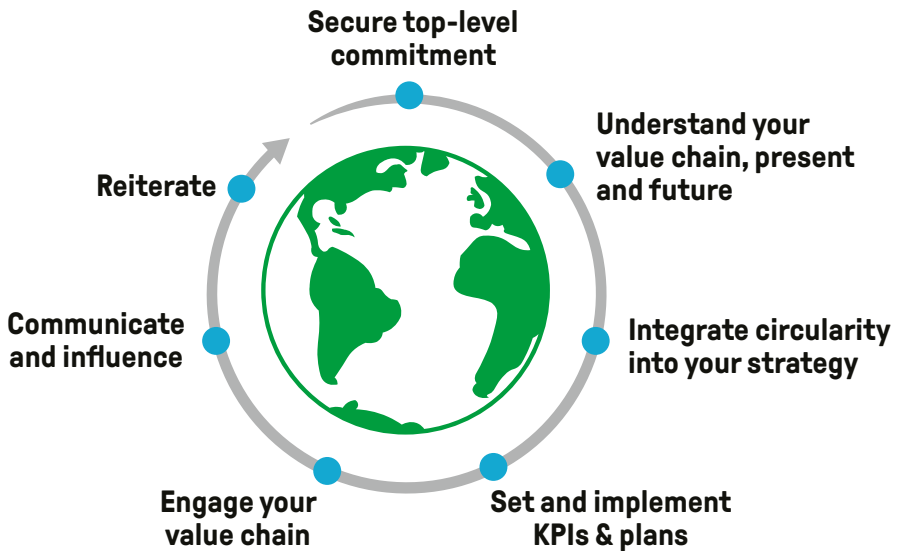 Secure top-level
commitment
Understand your
value chain, present
and future
Integrate circularity
into your strategy
Set and implement
KPIs & plans
Engage your
value chain
Communicate
and influence
Reiterate